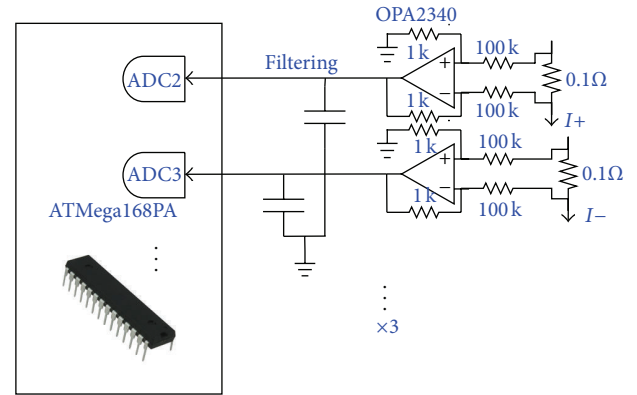 OPA2340
1 k
100 k
Filtering
ADC2
0.1Ω
1 k
100 k
I+
1 k
100 k
ADC3
0.1Ω
1 k
100 k
I−
ATMega168PA
×3